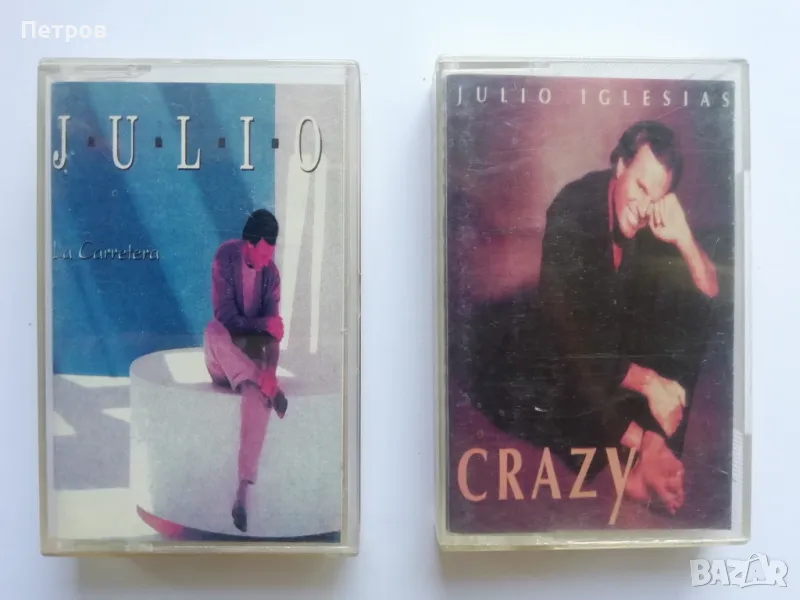 Петров
J·U·L·I·O
La Carretera
JULIO IGLESIAS
CRAZY
BAZAR